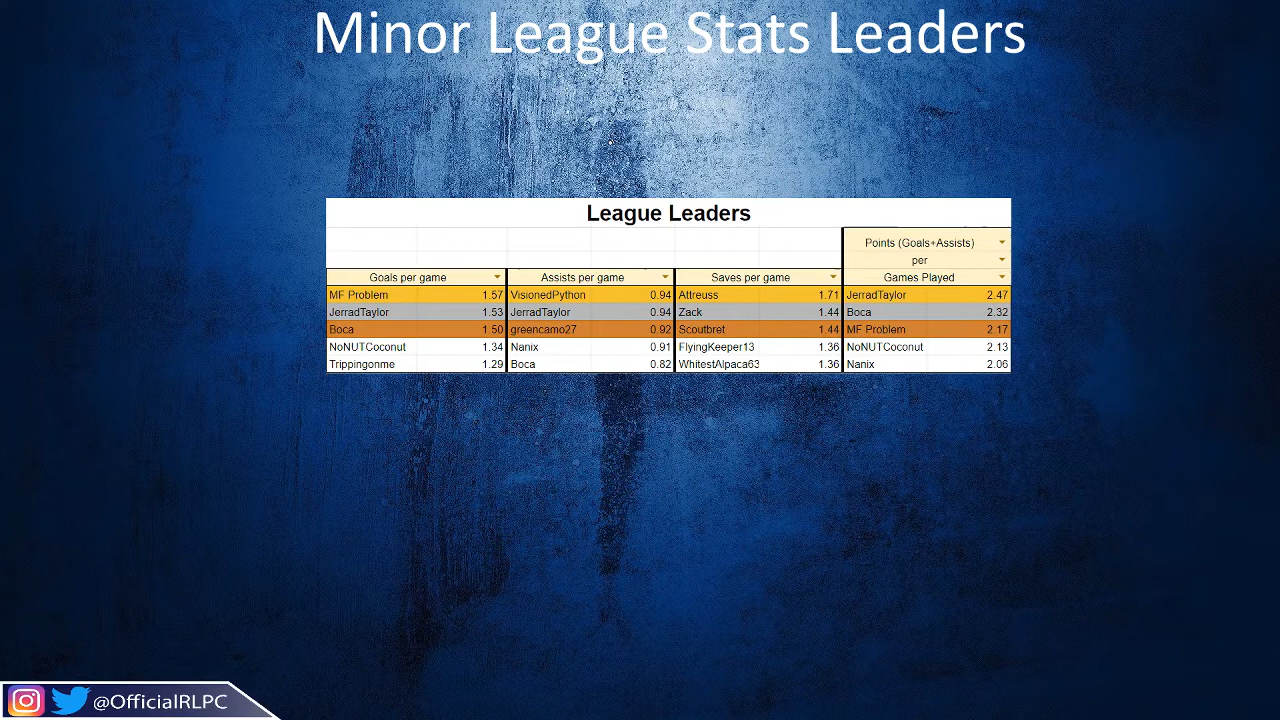 Minor League Stats Leaders
League Leaders
Points (Goals+Assists)
per
Goals per game Assists per game Saves per game Games Played
MF Problem 1.57 VisionedPython 0.94 Attreuss 1.71 JerradTaylor 2.47
JerradTaylor 1.53 JerradTaylor 0.94 Zack 1.44 Boca 2.32
Boca 1.50 greencamo27 0.92 Scoutbret 1.44 MF Problem 2.17
NoNUTCoconut 1.34 Nanix 0.91 FlyingKeeper13 1.36 NoNUTCoconut 2.13
Trippingonme 1.29 Boca 0.82 WhitestAlpaca63 1.36 Nanix 2.06
@OfficialRLPC